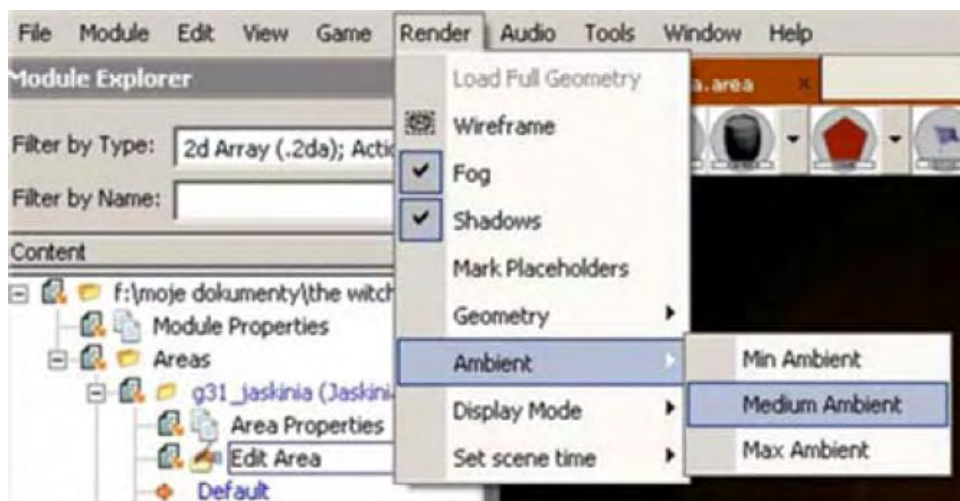 File Module Edit View Game Render Audio Tools Window Help
Module Explorer
a.area
Filter by Type: 2d Array (.2da); Actic
Filter by Name:
Content
f:\moje dokumenty\the witch
Module Properties
Areas
g31_jaskinia (Jaskini
Area Properties
Edit Area
Default
Load Full Geometry
Wireframe
Fog
Shadows
Mark Placeholders
Geometry
Ambient
Display Mode
Set scene time
Min Ambient
Medium Ambient
Max Ambient